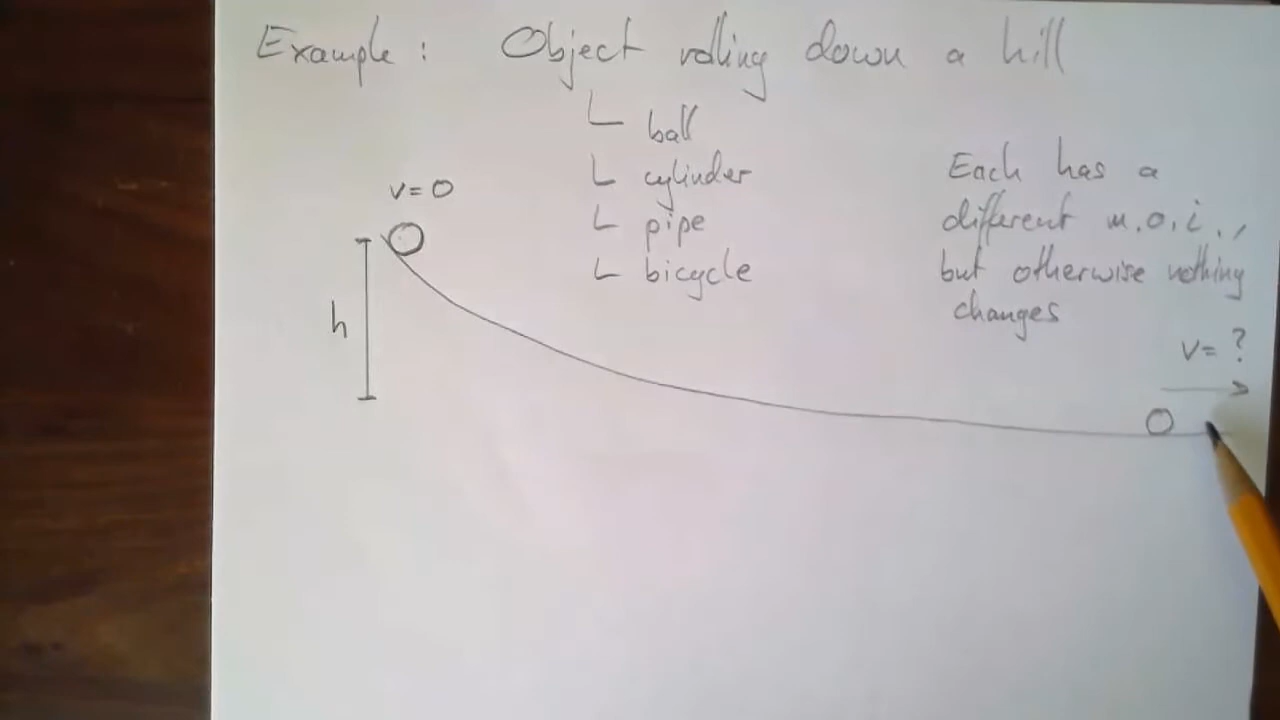 Example: Object rolling down a hill
ball
cylinder
pipe
bicycle
Each has a
different m.o.i.,
but otherwise nothing
changes
v=0
h
v=?